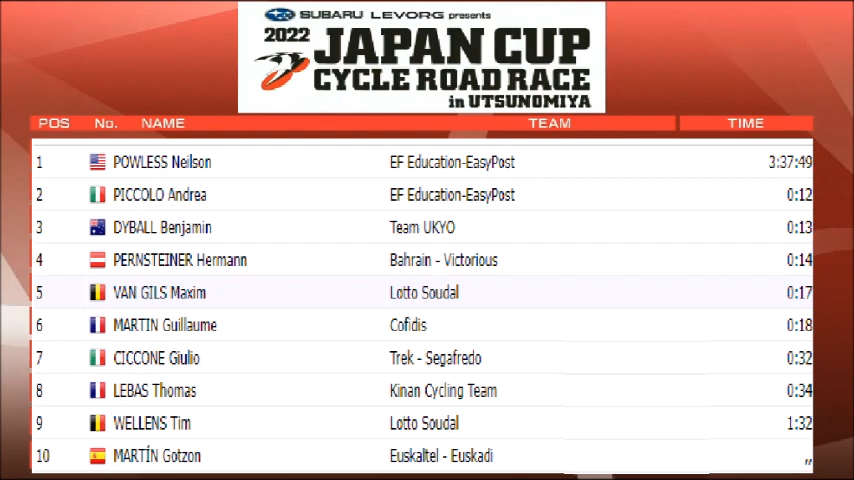 SUBARU LEVORG presents
2022 JAPAN CUP
CYCLE ROAD RACE
in UTSUNOMIYA
POS No. NAME TEAM TIME
1 POWLESS Neilson EF Education-EasyPost 3:37:49
2 PICCOLO Andrea EF Education-EasyPost 0:12
3 DYBALL Benjamin Team UKYO 0:13
4 PERNSTEINER Hermann Bahrain - Victorious 0:14
5 VAN GILS Maxim Lotto Soudal 0:17
6 MARTIN Guillaume Cofidis 0:18
7 CICCONE Giulio Trek - Segafredo 0:32
8 LEBAS Thomas Kinan Cycling Team 0:34
9 WELLENS Tim Lotto Soudal 1:32
10 MARTÍN Gotzon Euskaltel - Euskadi ,,